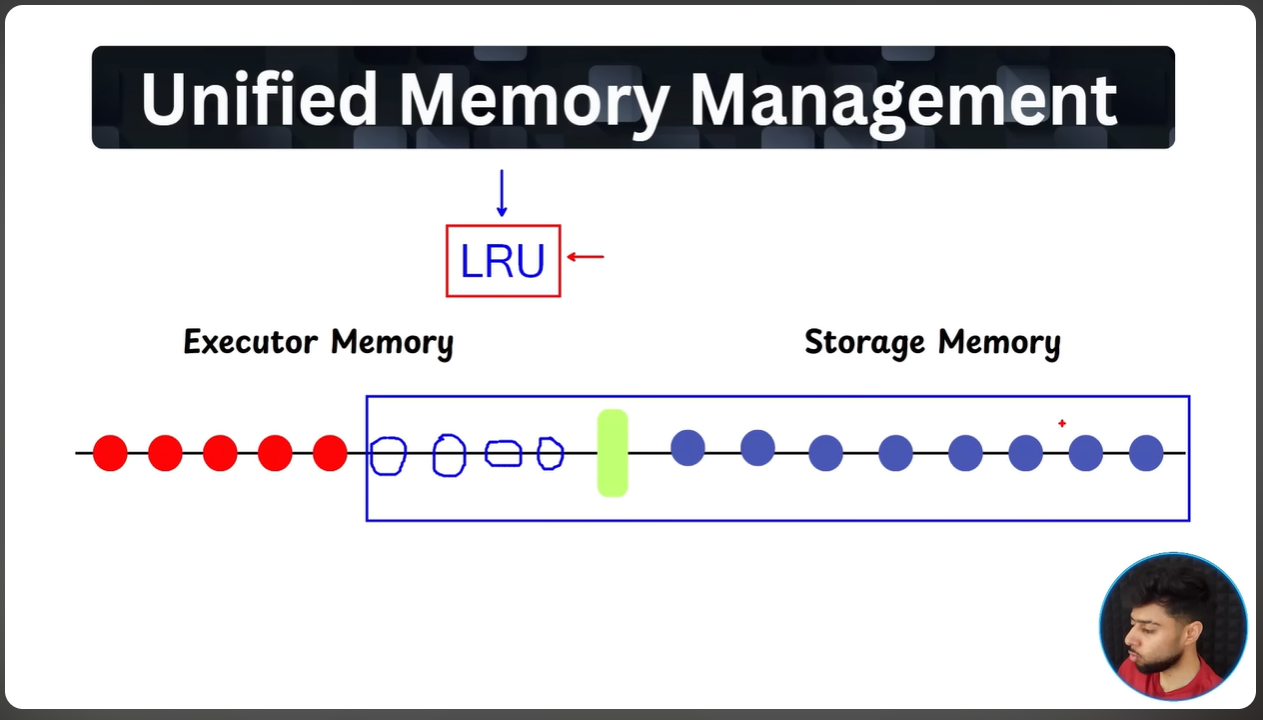 Unified Memory Management
LRU
Executor Memory
Storage Memory